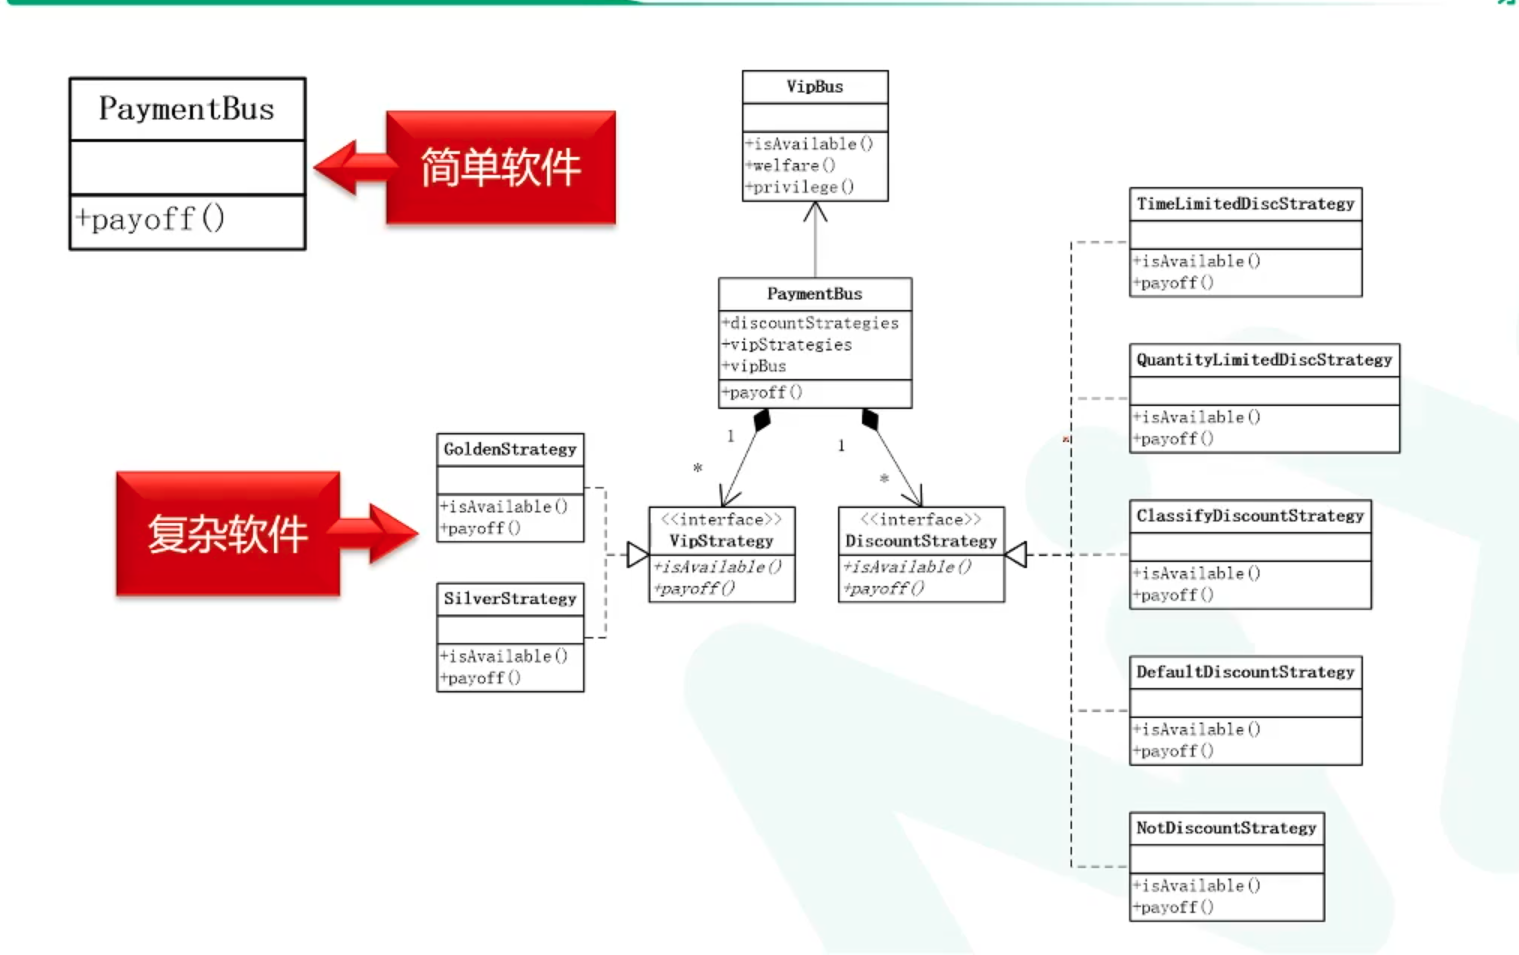 PaymentBus
+payoff()
简单软件
VipBus
+isAvailable()
+welfare()
+privilege()
PaymentBus
+discountStrategies
+vipStrategies
+vipBus
+payoff()
1
*
1
*
复杂软件
GoldenStrategy
+isAvailable()
+payoff()
SilverStrategy
+isAvailable()
+payoff()
<<interface>>
VipStrategy
+isAvailable()
+payoff()
<<interface>>
DiscountStrategy
+isAvailable()
+payoff()
TimeLimitedDiscStrategy
+isAvailable()
+payoff()
QuantityLimitedDiscStrategy
+isAvailable()
+payoff()
ClassifyDiscountStrategy
+isAvailable()
+payoff()
DefaultDiscountStrategy
+isAvailable()
+payoff()
NotDiscountStrategy
+isAvailable()
+payoff()